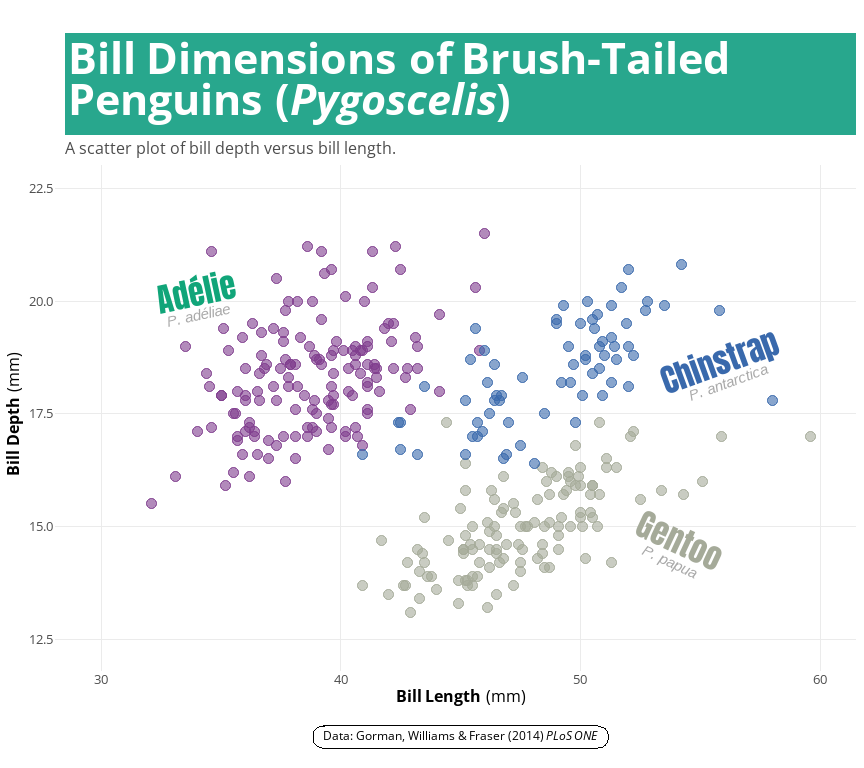 Bill Dimensions of Brush-Tailed
Penguins (Pygoscelis)
A scatter plot of bill depth versus bill length.
22.5
20.0
17.5
15.0
12.5
Bill Depth (mm)
Adélie
P. adéliae
Chinstrap
P. antarctica
Gentoo
P. papua
30
40
50
60
Bill Length (mm)
Data: Gorman, Williams & Fraser (2014) PLoS ONE